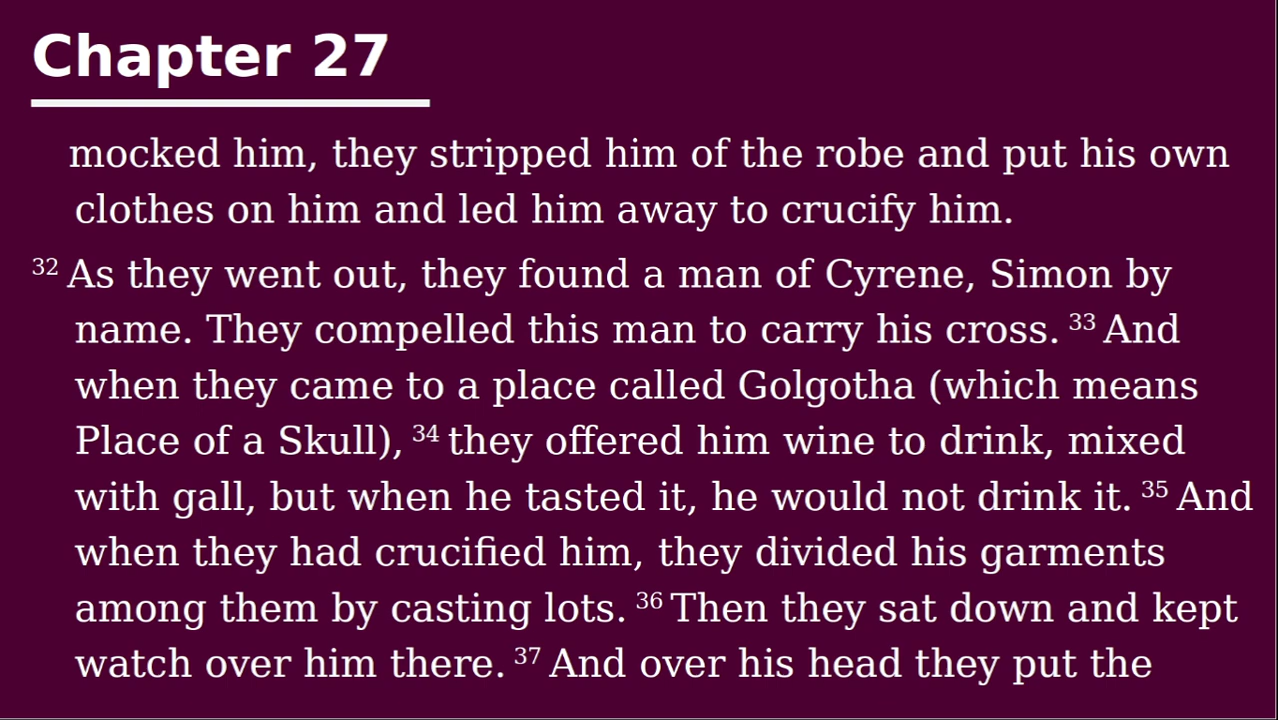 Chapter 27
mocked him, they stripped him of the robe and put his own
clothes on him and led him away to crucify him.
32 As they went out, they found a man of Cyrene, Simon by
name. They compelled this man to carry his cross. 33 And
when they came to a place called Golgotha (which means
Place of a Skull), 34 they offered him wine to drink, mixed
with gall, but when he tasted it, he would not drink it. 35 And
when they had crucified him, they divided his garments
among them by casting lots. 36 Then they sat down and kept
watch over him there. 37 And over his head they put the